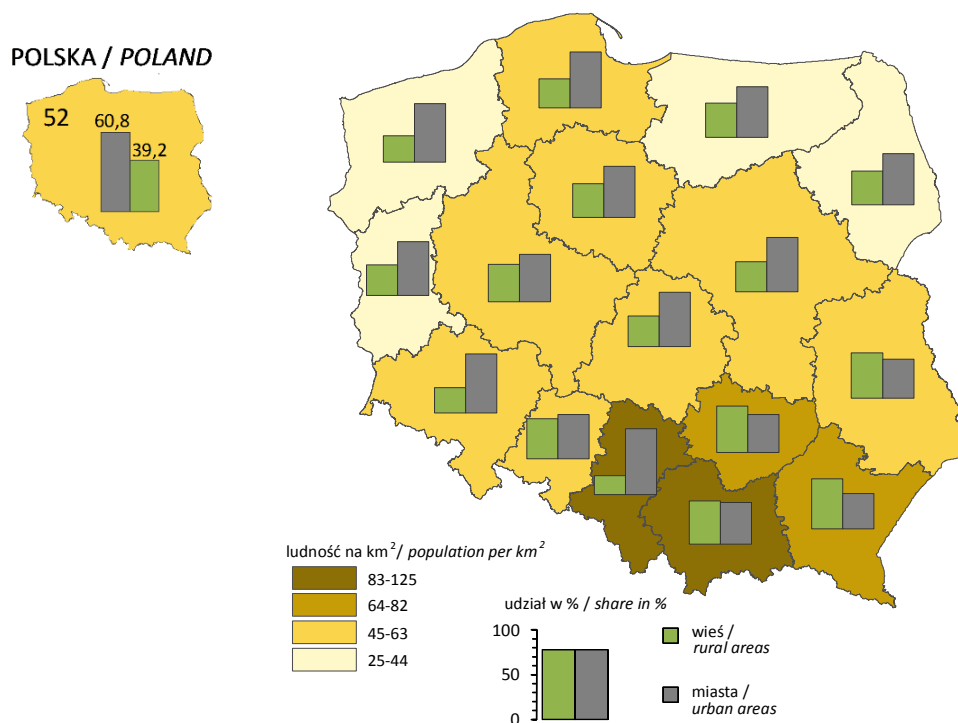 POLSKA / POLAND
52
60,8
39,2
ludność na km²/ population per km²
83-125
64-82
45-63
25-44
udział w % / share in %
100
50
0
wieś /
rural areas
miasta /
urban areas